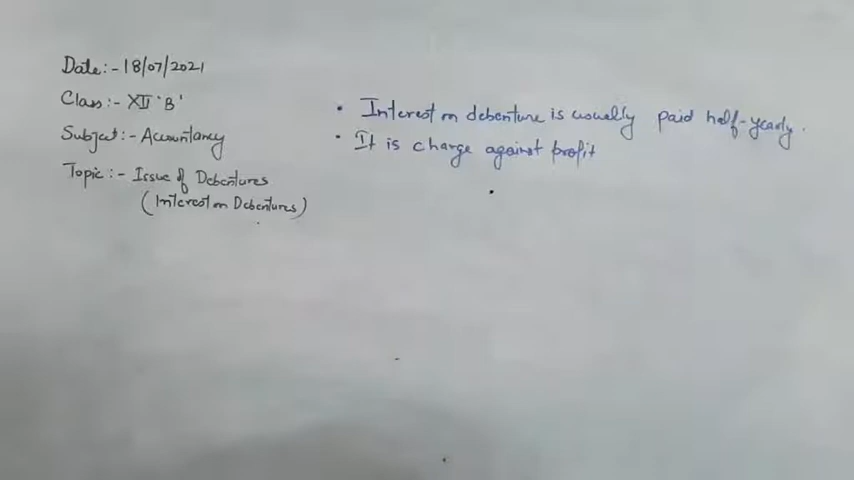 Date:- 18/07/2021
Class:- XII 'B'
Subject:- Accountancy
Topic:- Issue of Debentures
(Interest on Debentures)
• Interest on debenture is usually paid half-yearly.
• It is charge against profit